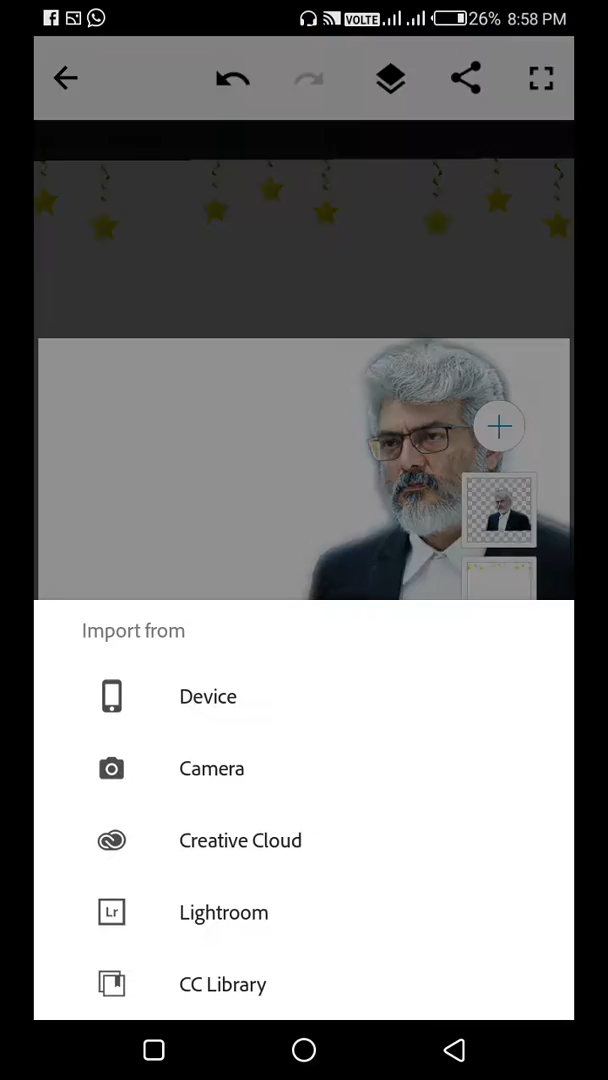 VOLTE 26% 8:58 PM
Import from
Device
Camera
Creative Cloud
Lr Lightroom
CC Library